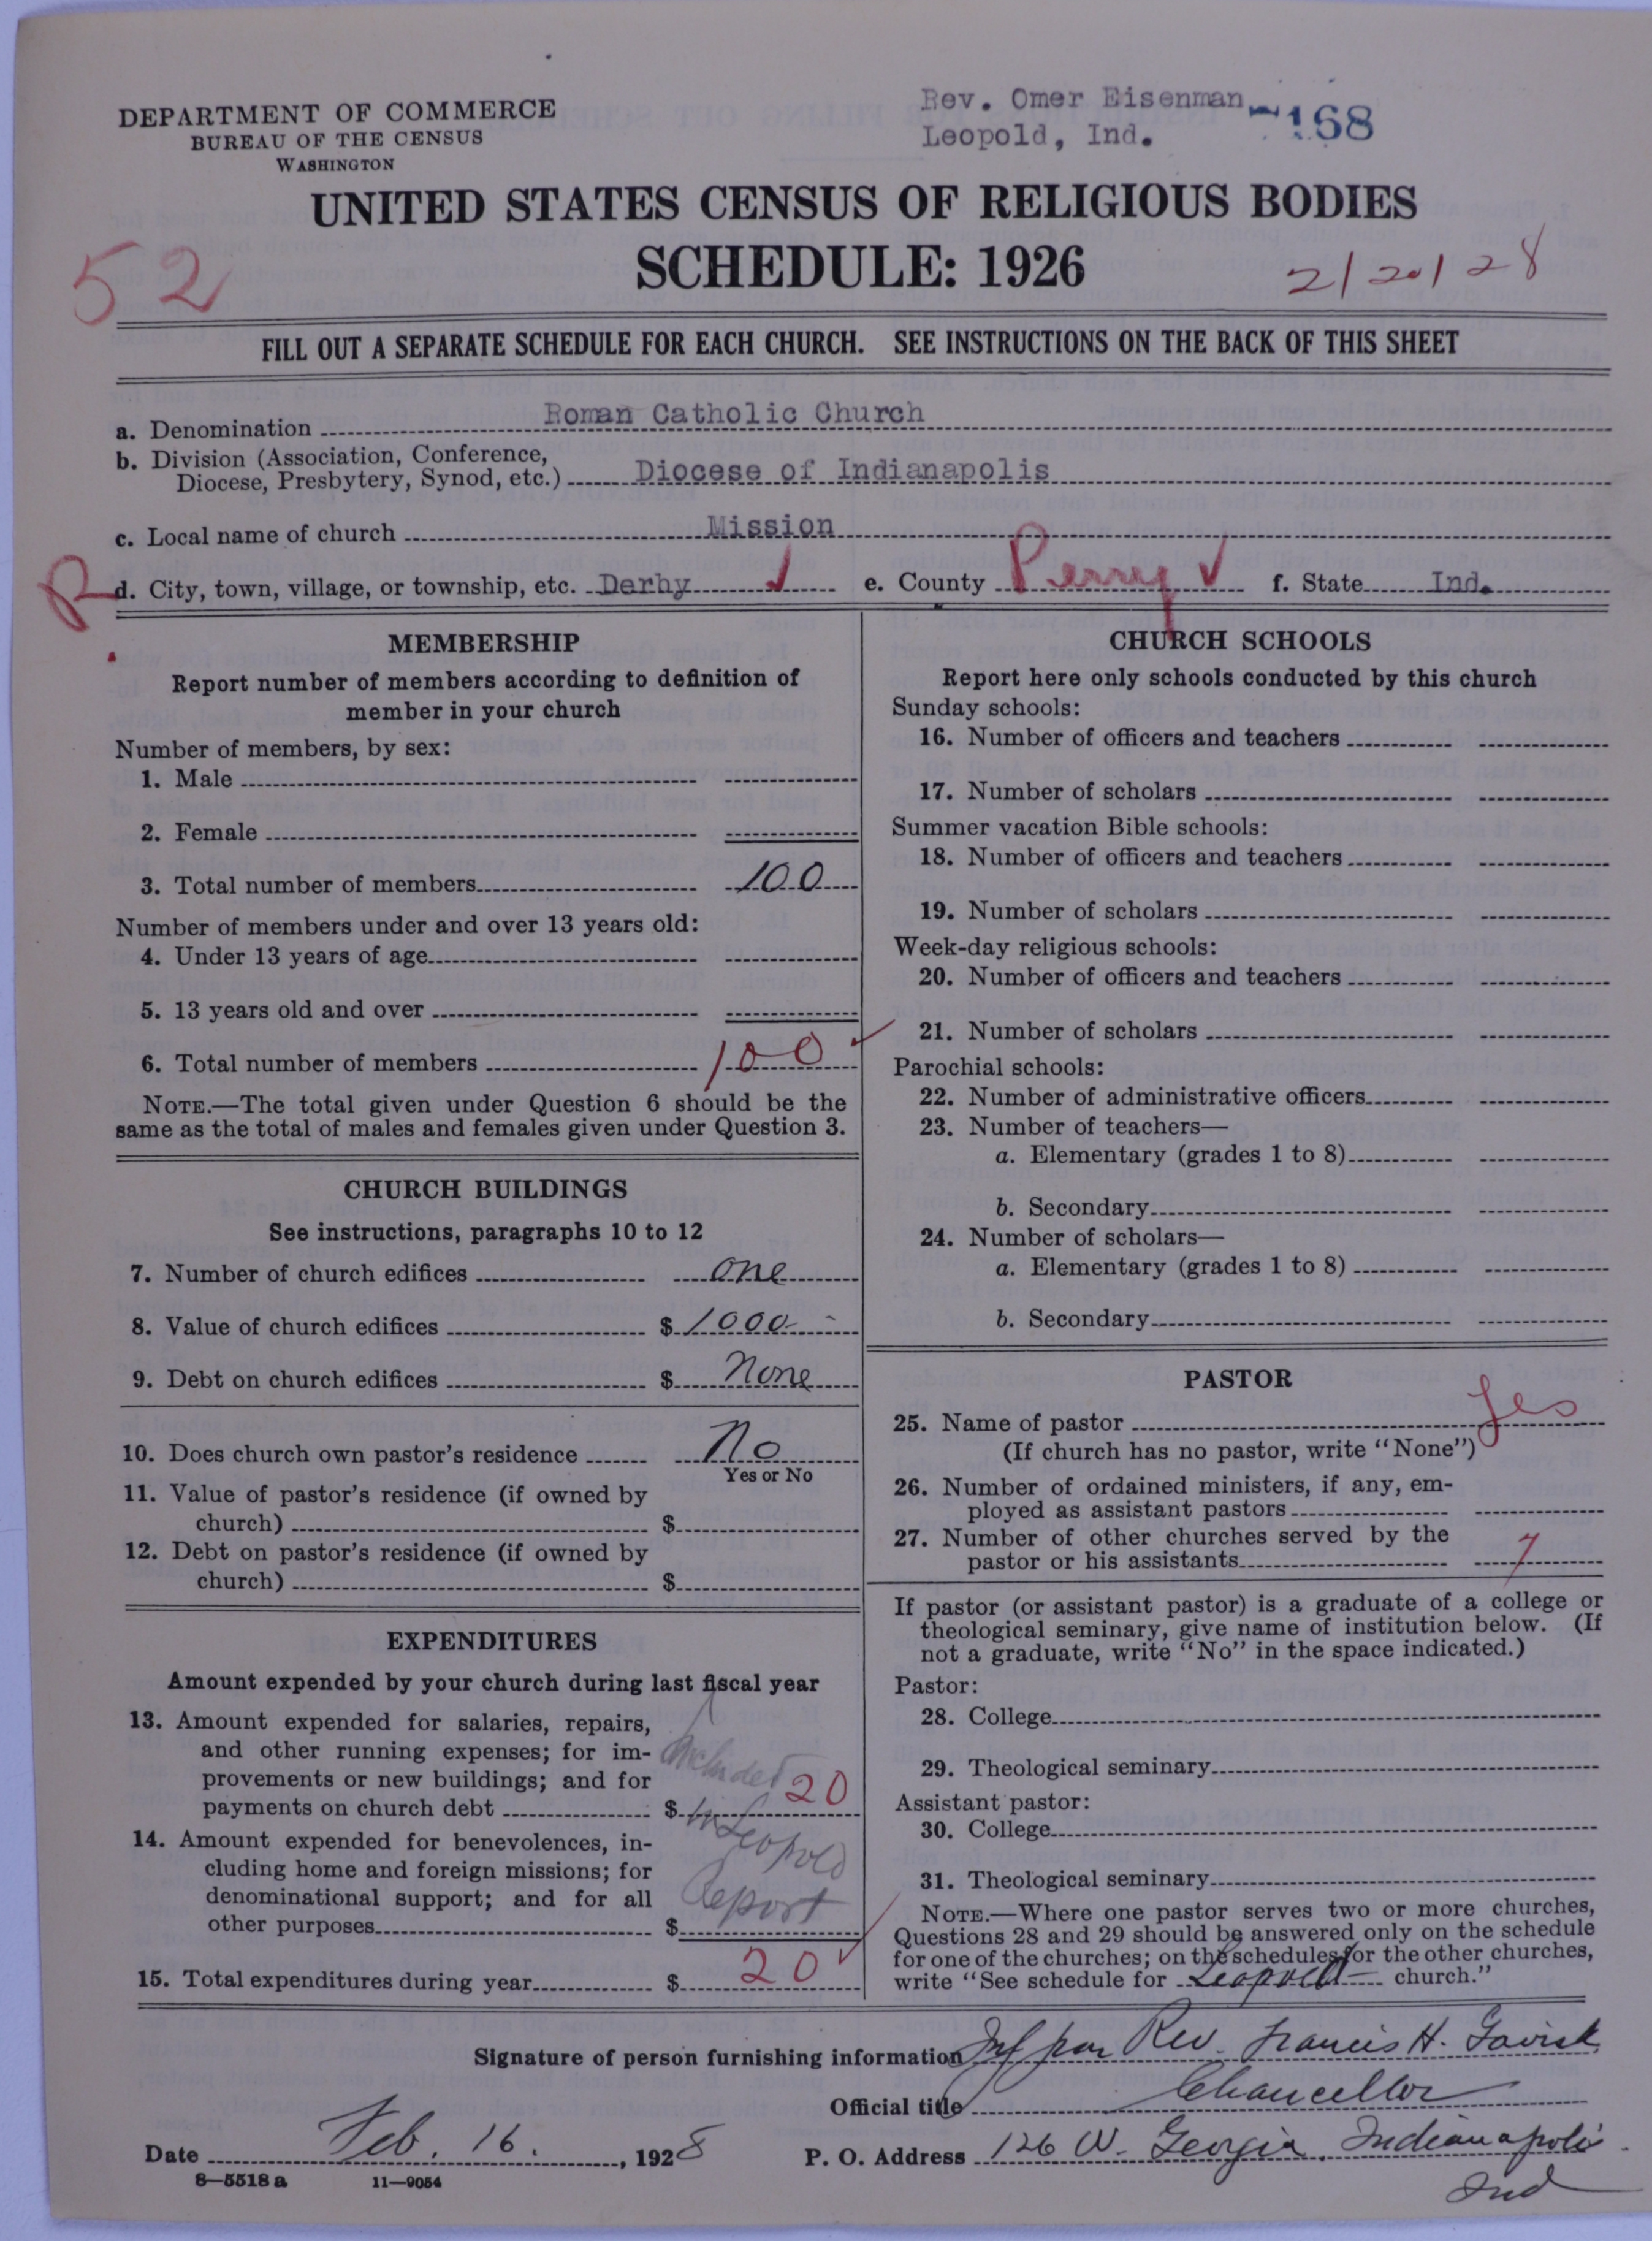 DEPARTMENT OF COMMERCE
BUREAU OF THE CENSUS
WASHINGTON
Rev. Omer Eisenman
Leopold, Ind.
168
UNITED STATES CENSUS OF RELIGIOUS BODIES
SCHEDULE: 1926
52
2/20/28
FILL OUT A SEPARATE SCHEDULE FOR EACH CHURCH. SEE INSTRUCTIONS ON THE BACK OF THIS SHEET
a. Denomination Roman Catholic Church
b. Division (Association, Conference,
Diocese, Presbytery, Synod, etc.) Diocese of Indianapolis
c. Local name of church Mission
R
d. City, town, village, or township, etc. Derby ✓ e. County Perry ✓ f. State Ind.
MEMBERSHIP
Report number of members according to definition of
member in your church
Number of members, by sex:
1. Male
2. Female
3. Total number of members 100
Number of members under and over 13 years old:
4. Under 13 years of age
5. 13 years old and over
6. Total number of members 100 ✓
NOTE.—The total given under Question 6 should be the
same as the total of males and females given under Question 3.
CHURCH BUILDINGS
See instructions, paragraphs 10 to 12
7. Number of church edifices one
8. Value of church edifices $ 1000-
9. Debt on church edifices $ None
10. Does church own pastor's residence No
Yes or No
11. Value of pastor's residence (if owned by
church) $
12. Debt on pastor's residence (if owned by
church) $
EXPENDITURES
Amount expended by your church during last fiscal year
13. Amount expended for salaries, repairs,
and other running expenses; for im-
provements or new buildings; and for
payments on church debt $ 20
Included
in Leopold
Report
14. Amount expended for benevolences, in-
cluding home and foreign missions; for
denominational support; and for all
other purposes $
15. Total expenditures during year $ 20 ✓
CHURCH SCHOOLS
Report here only schools conducted by this church
Sunday schools:
16. Number of officers and teachers
17. Number of scholars
Summer vacation Bible schools:
18. Number of officers and teachers
19. Number of scholars
Week-day religious schools:
20. Number of officers and teachers
21. Number of scholars
Parochial schools:
22. Number of administrative officers
23. Number of teachers—
a. Elementary (grades 1 to 8)
b. Secondary
24. Number of scholars—
a. Elementary (grades 1 to 8)
b. Secondary
PASTOR
25. Name of pastor Yes
(If church has no pastor, write "None")
26. Number of ordained ministers, if any, em-
ployed as assistant pastors
27. Number of other churches served by the
pastor or his assistants 7
If pastor (or assistant pastor) is a graduate of a college or
theological seminary, give name of institution below. (If
not a graduate, write "No" in the space indicated.)
Pastor:
28. College
29. Theological seminary
Assistant pastor:
30. College
31. Theological seminary
NOTE.—Where one pastor serves two or more churches,
Questions 28 and 29 should be answered only on the schedule
for one of the churches; on the schedules for the other churches,
write "See schedule for Leopold church."
Signature of person furnishing information Rev. Francis H. Gavisk
Official title Chancellor
Date Feb. 16. , 1928 P. O. Address 126 W. Georgia, Indianapolis
Ind
8—5518 a 11—9054